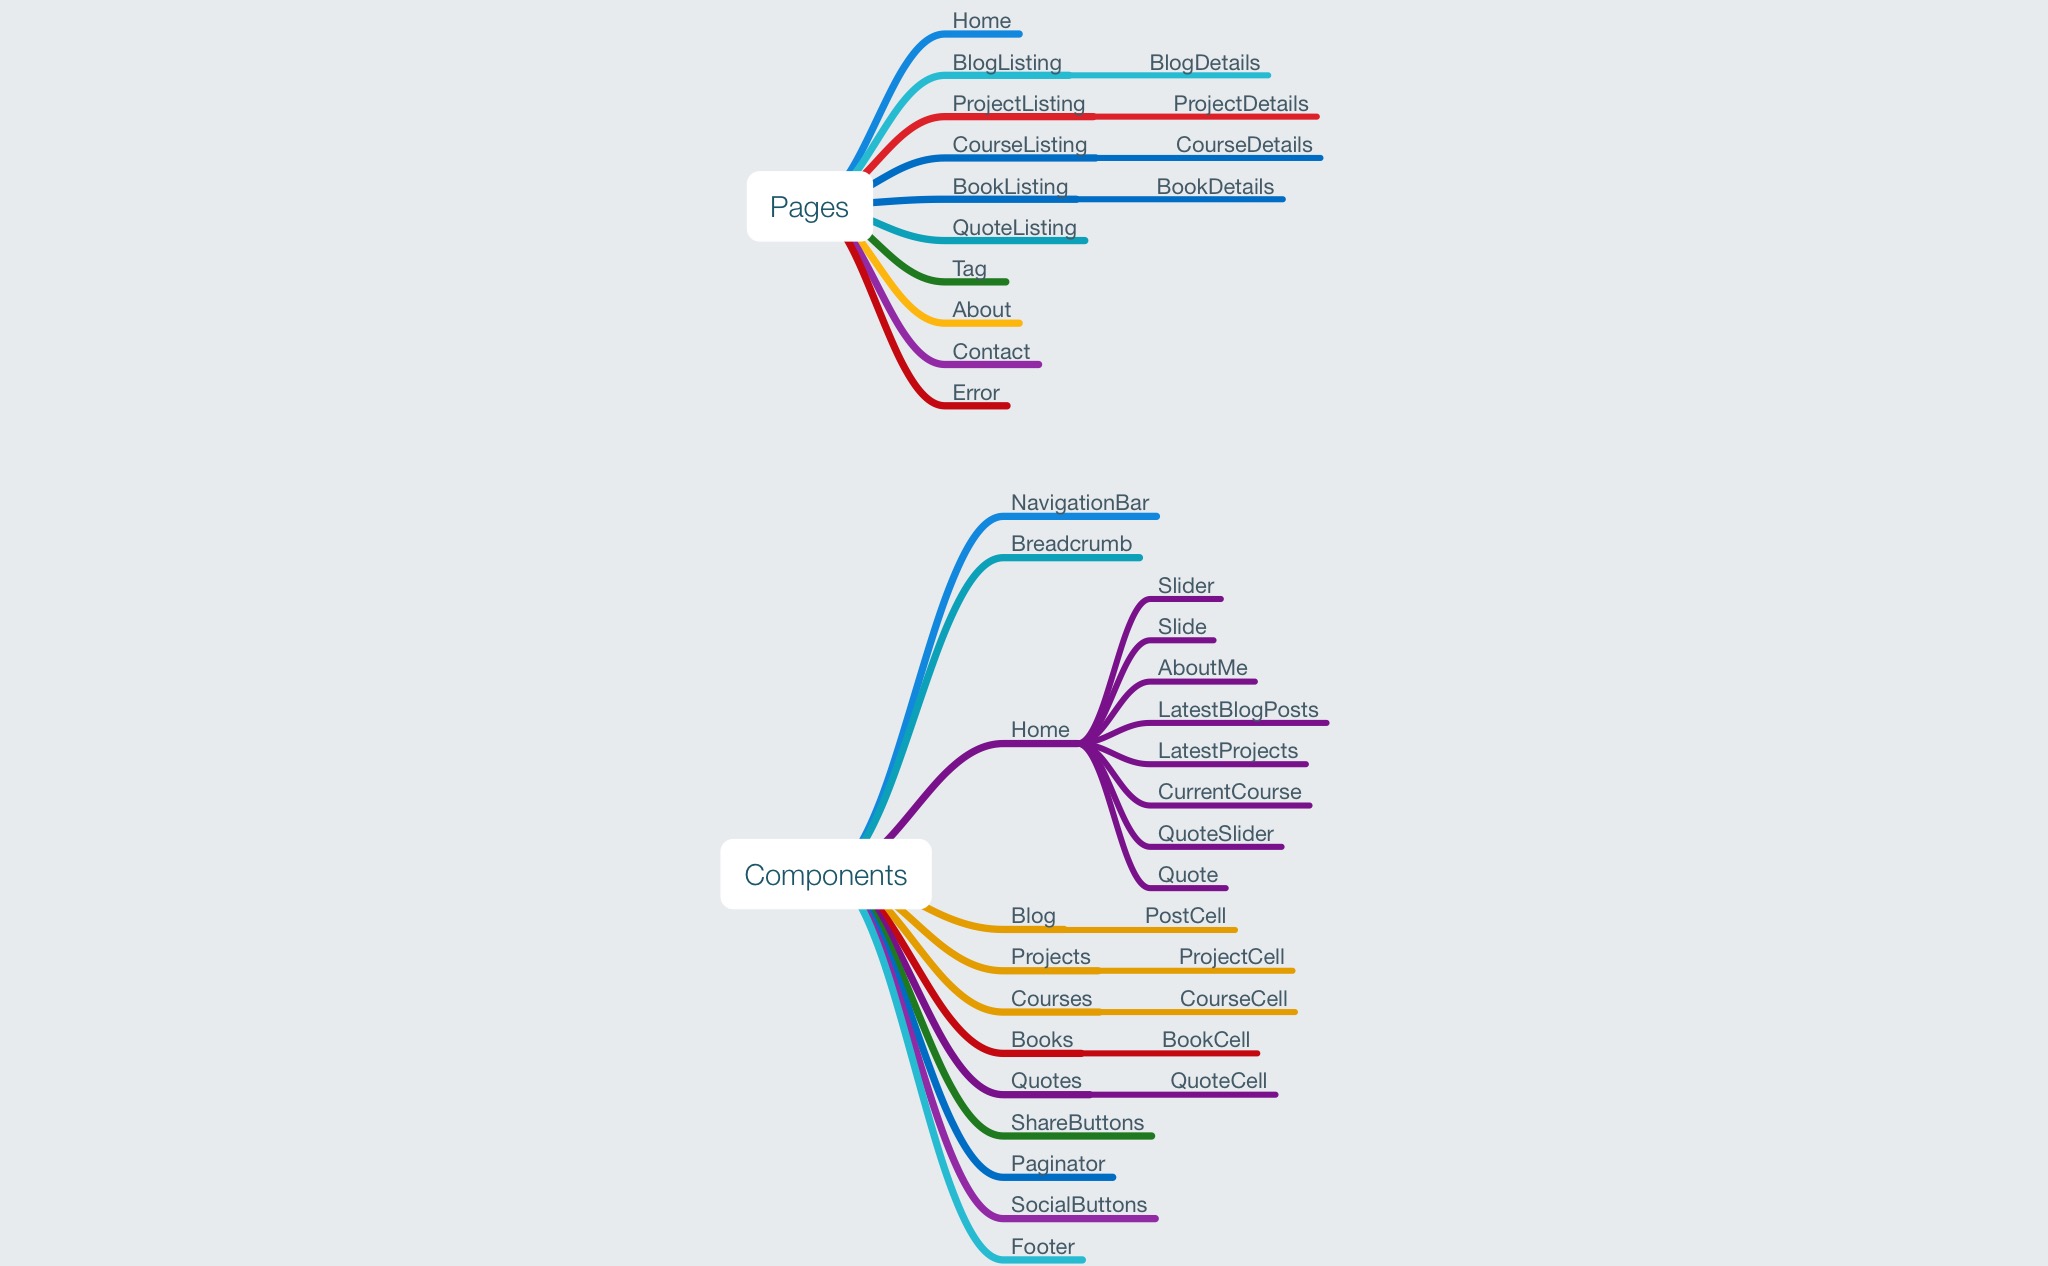 Home
BlogListing BlogDetails
ProjectListing ProjectDetails
CourseListing CourseDetails
BookListing BookDetails
Pages
QuoteListing
Tag
About
Contact
Error
NavigationBar
Breadcrumb
Slider
Slide
AboutMe
LatestBlogPosts
Home
LatestProjects
CurrentCourse
QuoteSlider
Quote
Components
Blog PostCell
Projects ProjectCell
Courses CourseCell
Books BookCell
Quotes QuoteCell
ShareButtons
Paginator
SocialButtons
Footer